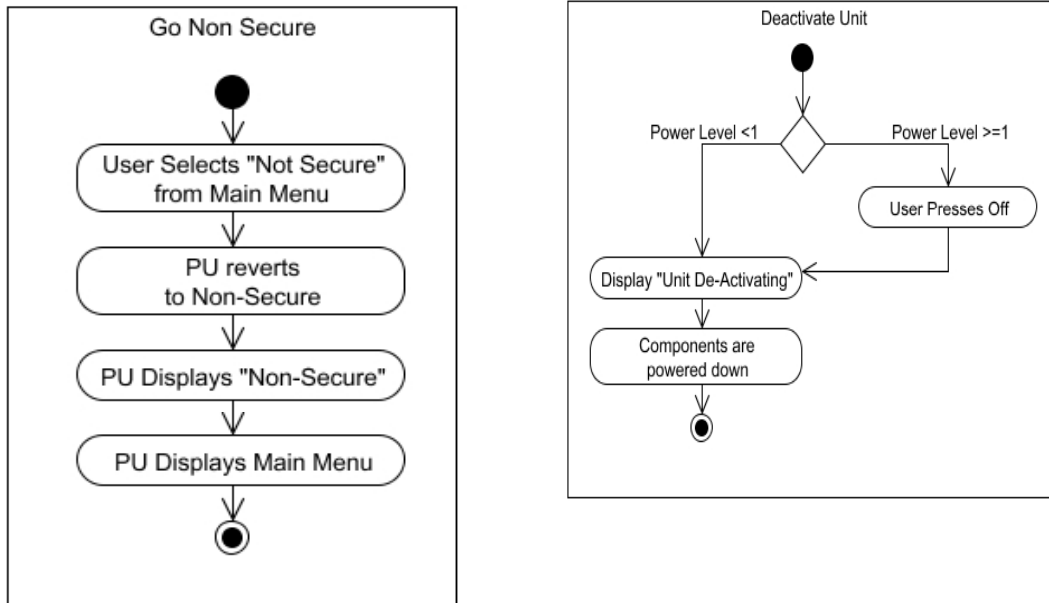 Go Non Secure
User Selects "Not Secure"
from Main Menu
PU reverts
to Non-Secure
PU Displays "Non-Secure"
PU Displays Main Menu
Deactivate Unit
Power Level <1
Power Level >=1
User Presses Off
Display "Unit De-Activating"
Components are
powered down